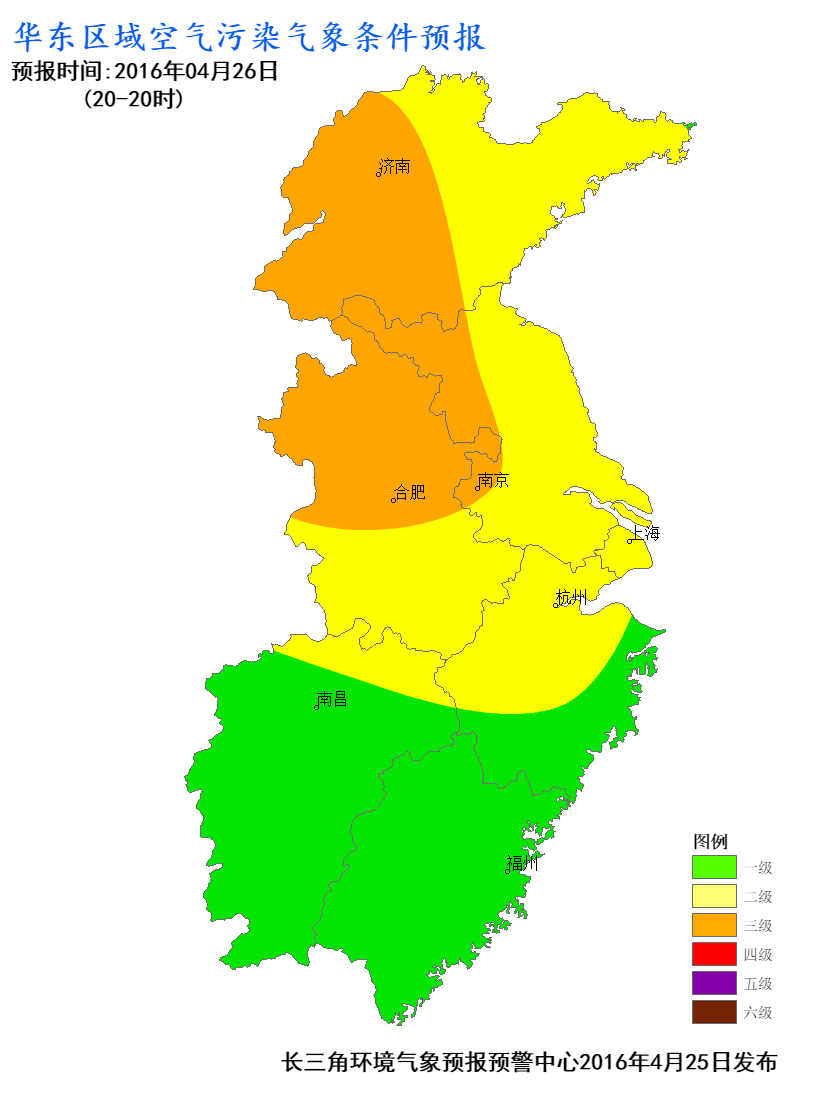 华东区域空气污染气象条件预报
预报时间:2016年04月26日
(20-20时)
济南
南京
合肥
上海
杭州
南昌
福州
图例
一级
二级
三级
四级
五级
六级
长三角环境气象预报预警中心2016年4月25日发布